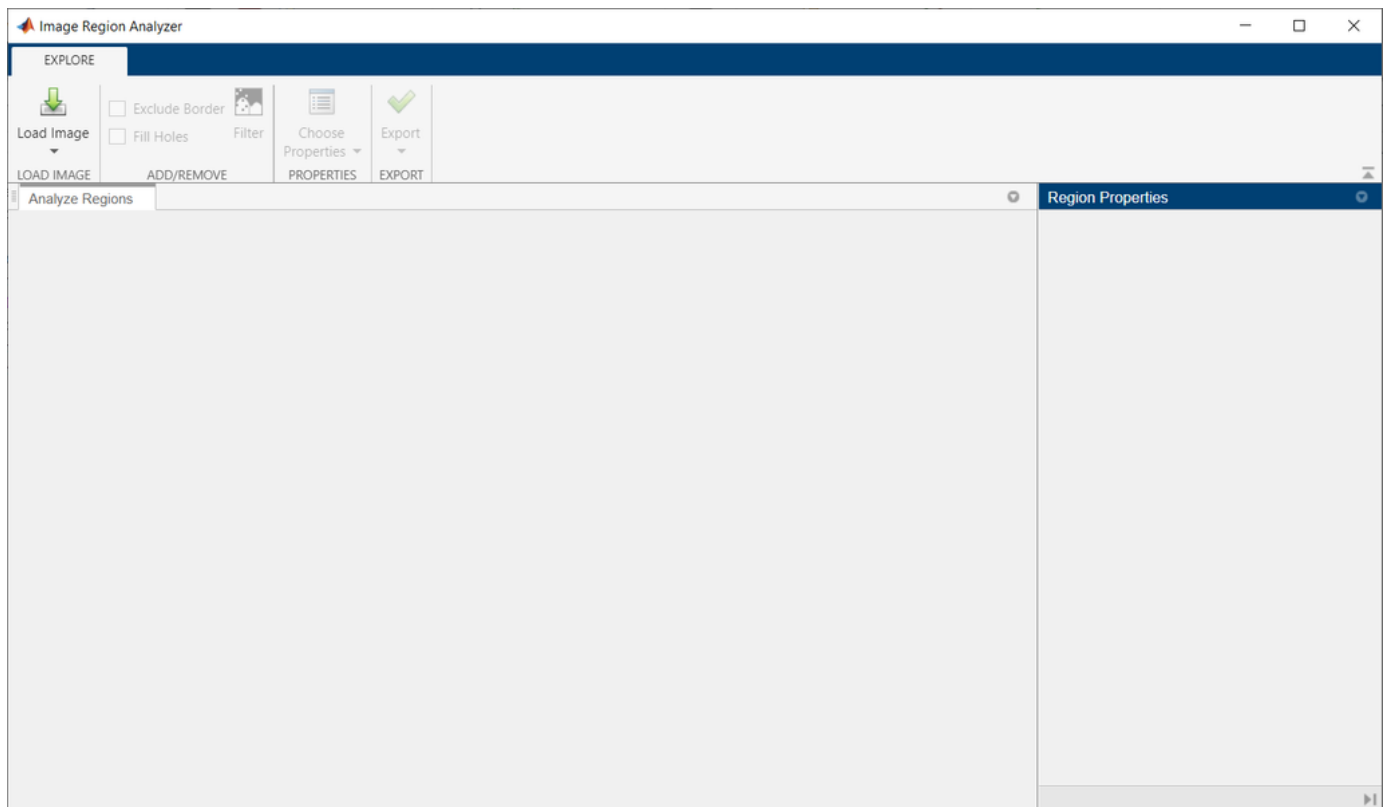 Image Region Analyzer
EXPLORE
Load Image
Exclude Border
Fill Holes
Filter
Choose
Properties
Export
LOAD IMAGE
ADD/REMOVE
PROPERTIES
EXPORT
Analyze Regions
Region Properties